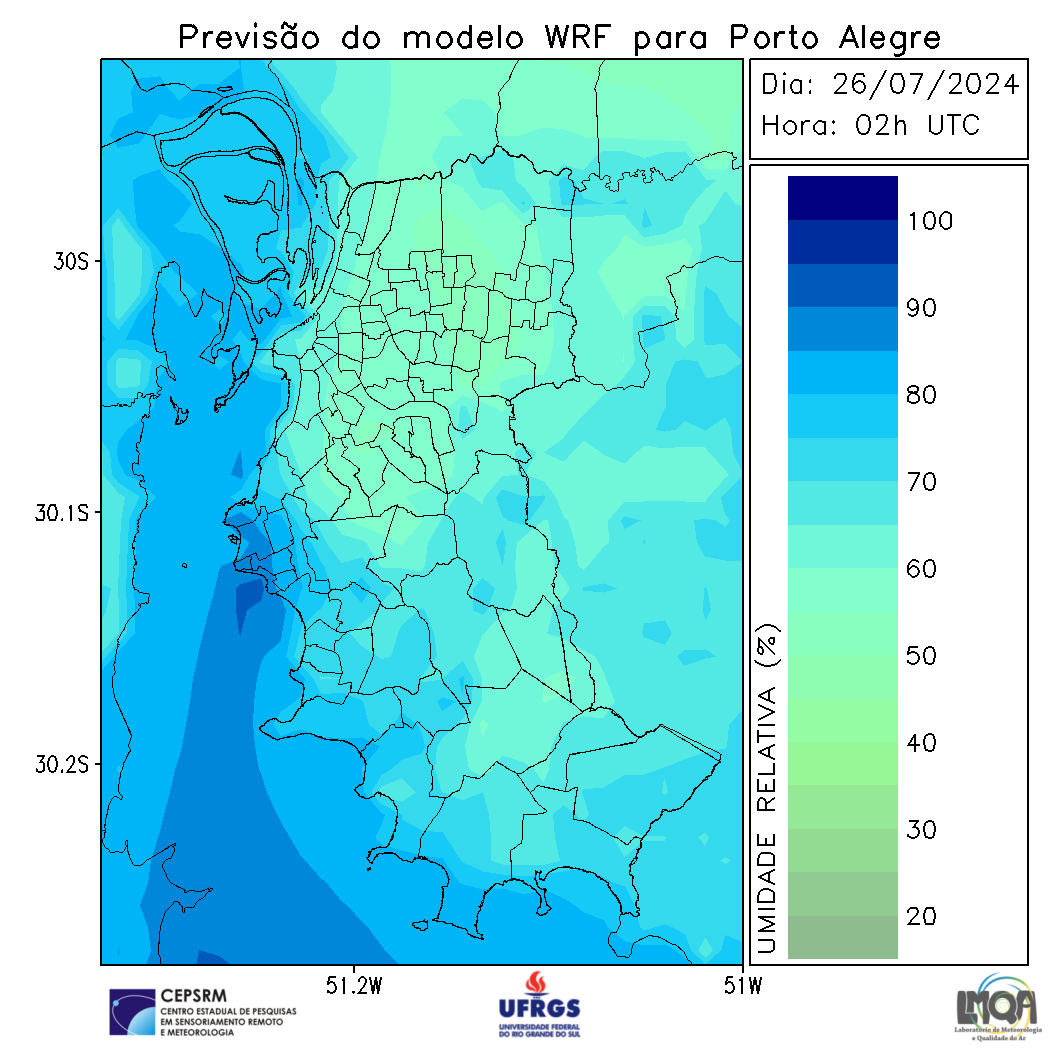 Previsão do modelo WRF para Porto Alegre
Dia: 26/07/2024
Hora: 02h UTC
30S
30.1S
30.2S
51.2W
51W
UMIDADE RELATIVA (%)
100
90
80
70
60
50
40
30
20
CEPSRM
CENTRO ESTADUAL DE PESQUISAS
EM SENSORIAMENTO REMOTO
E METEOROLOGIA
UFRGS
UNIVERSIDADE FEDERAL
DO RIO GRANDE DO SUL
LMQA
Laboratório de Meteorologia
e Qualidade do Ar